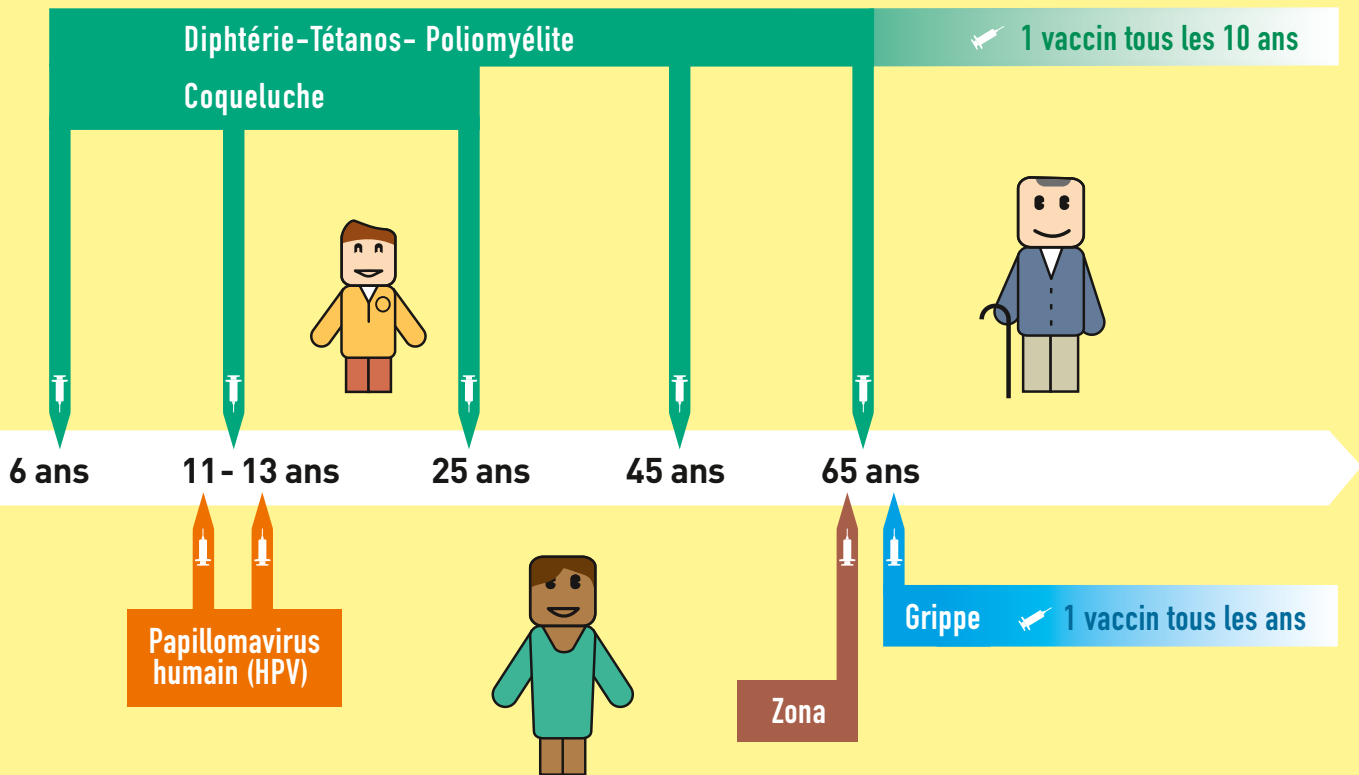 Diphtérie-Tétanos- Poliomyélite
1 vaccin tous les 10 ans
Coqueluche
6 ans
11- 13 ans
25 ans
45 ans
65 ans
Papillomavirus
humain (HPV)
Grippe
1 vaccin tous les ans
Zona